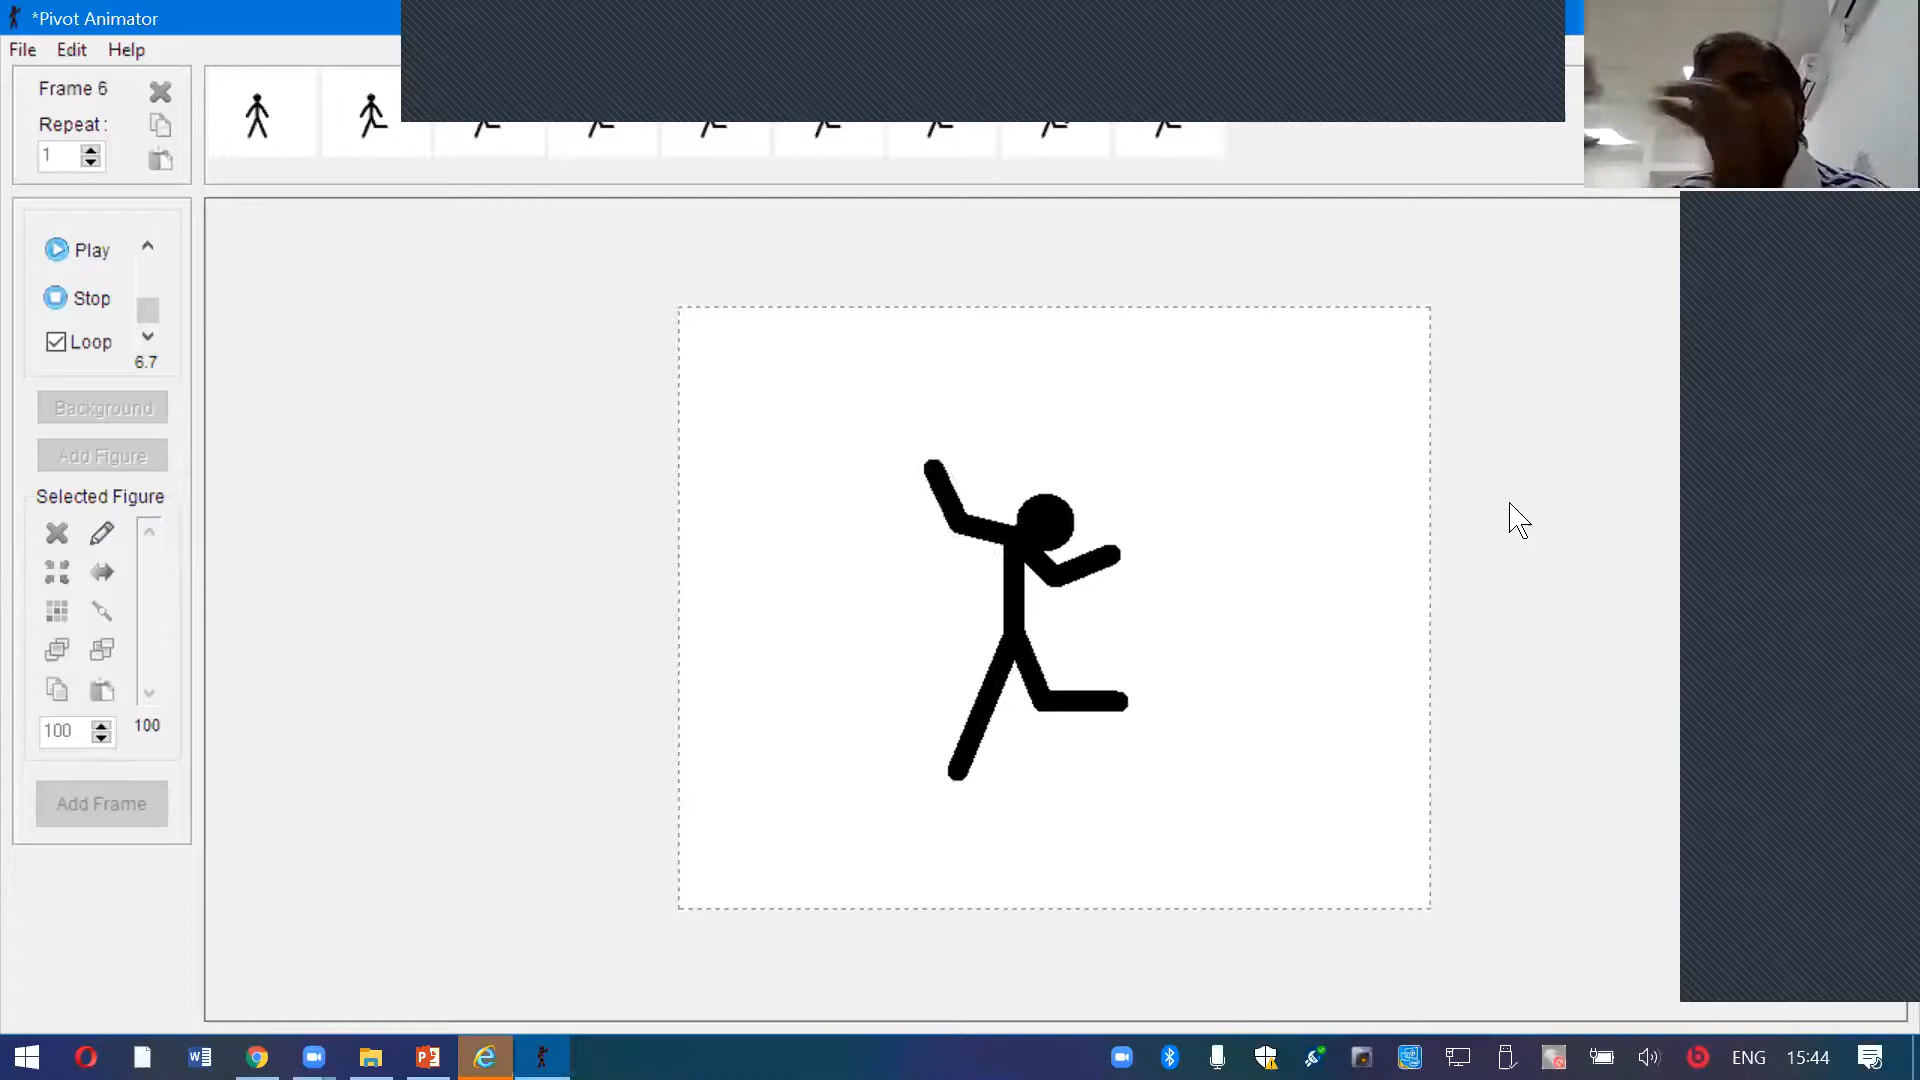 *Pivot Animator
File Edit Help
Frame 6
Repeat :
1
Play
Stop
Loop
6.7
Background
Add Figure
Selected Figure
100
100
Add Frame
ENG 15:44